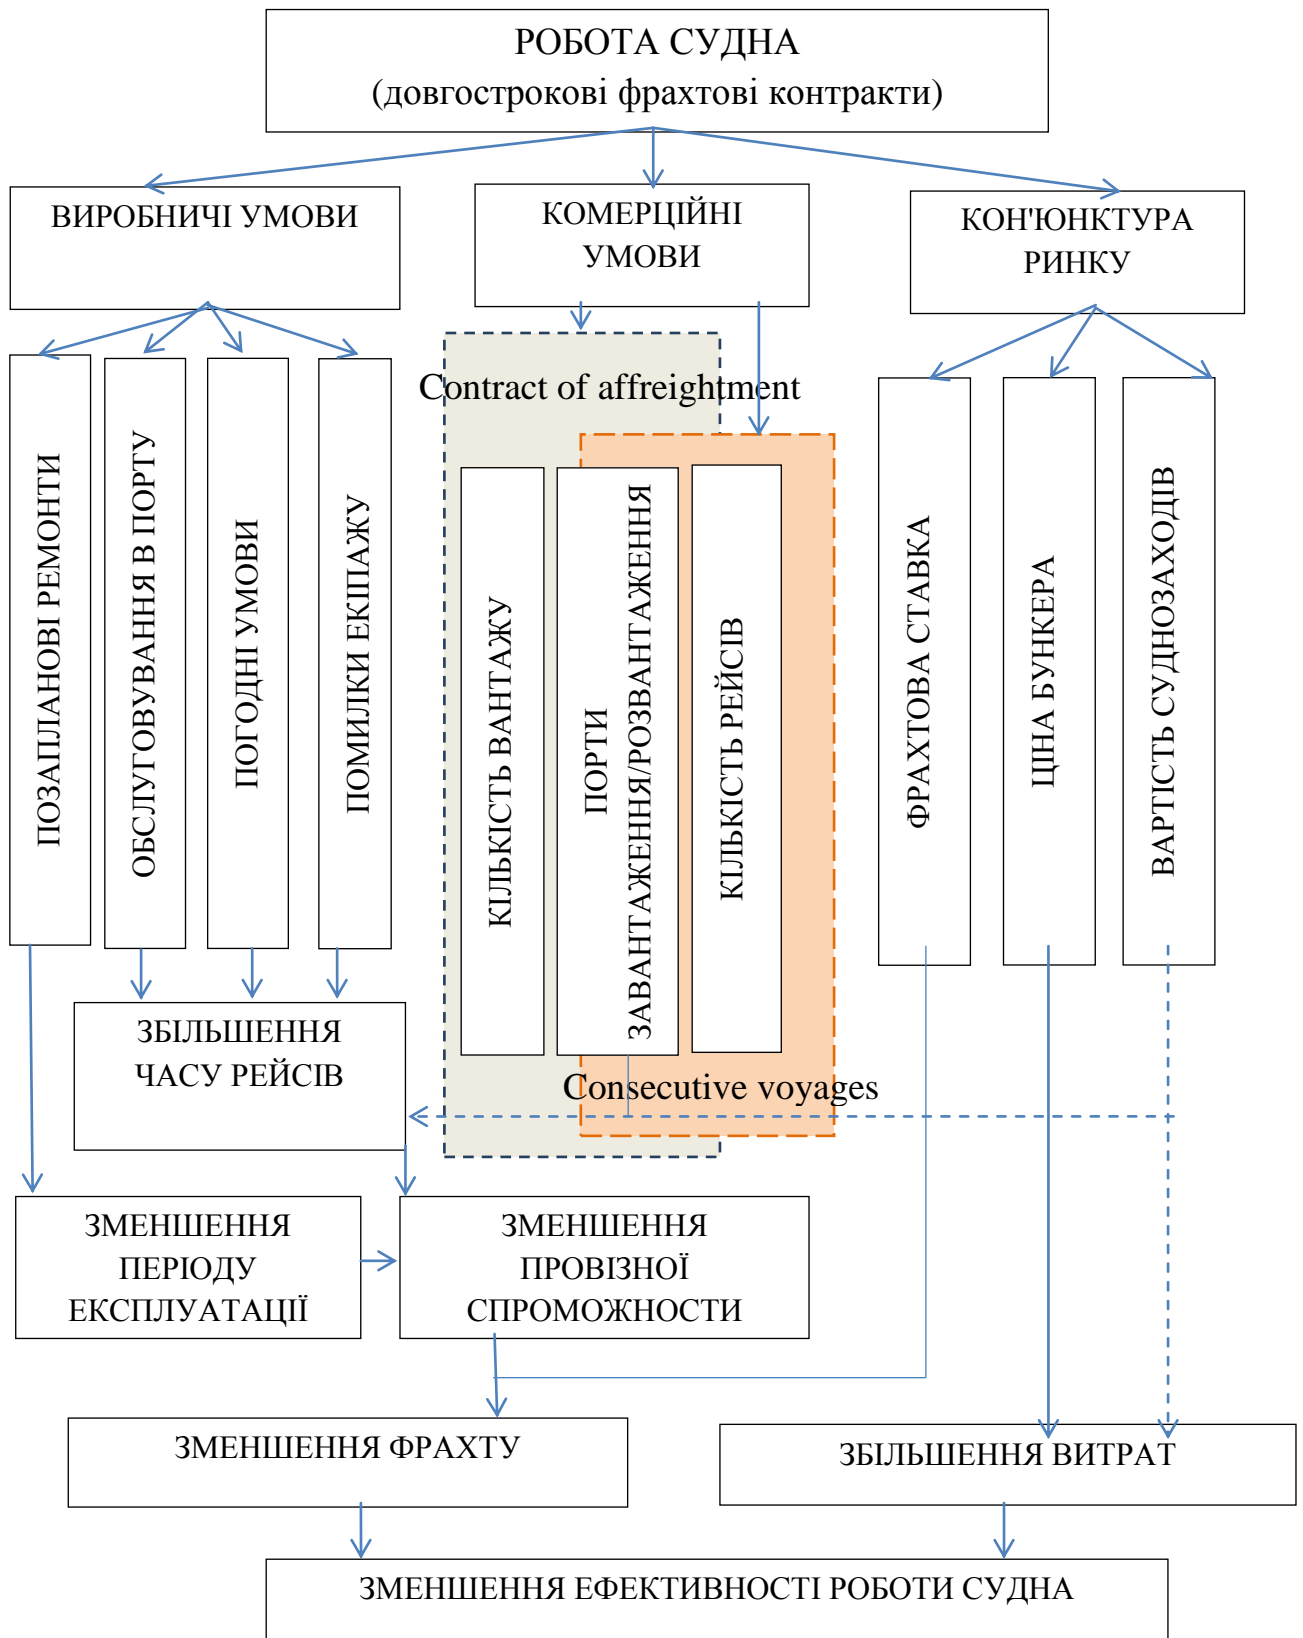 РОБОТА СУДНА
(довгострокові фрахтові контракти)
ВИРОБНИЧІ УМОВИ
КОМЕРЦІЙНІ
УМОВИ
КОН'ЮНКТУРА
РИНКУ
ПОЗАПЛАНОВІ РЕМОНТИ
ОБСЛУГОВУВАННЯ В ПОРТУ
ПОГОДНІ УМОВИ
ПОМИЛКИ ЕКІПАЖУ
Contract of affreightment
КІЛЬКІСТЬ ВАНТАЖУ
ПОРТИ
ЗАВАНТАЖЕННЯ/РОЗВАНТАЖЕННЯ
КІЛЬКІСТЬ РЕЙСІВ
Consecutive voyages
ФРАХТОВА СТАВКА
ЦІНА БУНКЕРА
ВАРТІСТЬ СУДНОЗАХОДІВ
ЗБІЛЬШЕННЯ
ЧАСУ РЕЙСІВ
ЗМЕНШЕННЯ
ПЕРІОДУ
ЕКСПЛУАТАЦІЇ
ЗМЕНШЕННЯ
ПРОВІЗНОЇ
СПРОМОЖНОСТИ
ЗМЕНШЕННЯ ФРАХТУ
ЗБІЛЬШЕННЯ ВИТРАТ
ЗМЕНШЕННЯ ЕФЕКТИВНОСТІ РОБОТИ СУДНА